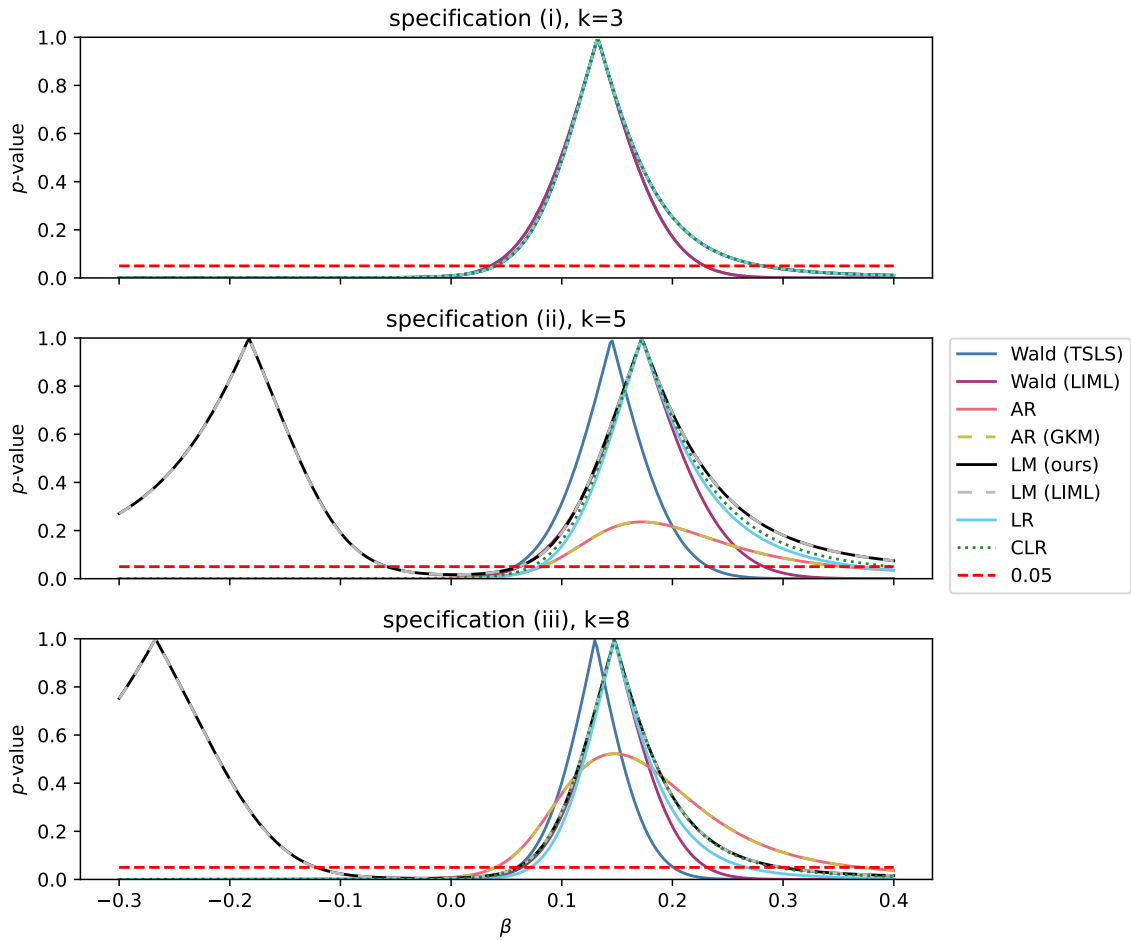 specification (i), k=3
1.0
0.8
0.6
0.4
0.2
0.0
p-value
specification (ii), k=5
1.0
0.8
0.6
0.4
0.2
0.0
p-value
Wald (TSLS)
Wald (LIML)
AR
AR (GKM)
LM (ours)
LM (LIML)
LR
CLR
0.05
specification (iii), k=8
1.0
0.8
0.6
0.4
0.2
0.0
p-value
−0.3 −0.2 −0.1 0.0 0.1 0.2 0.3 0.4
β